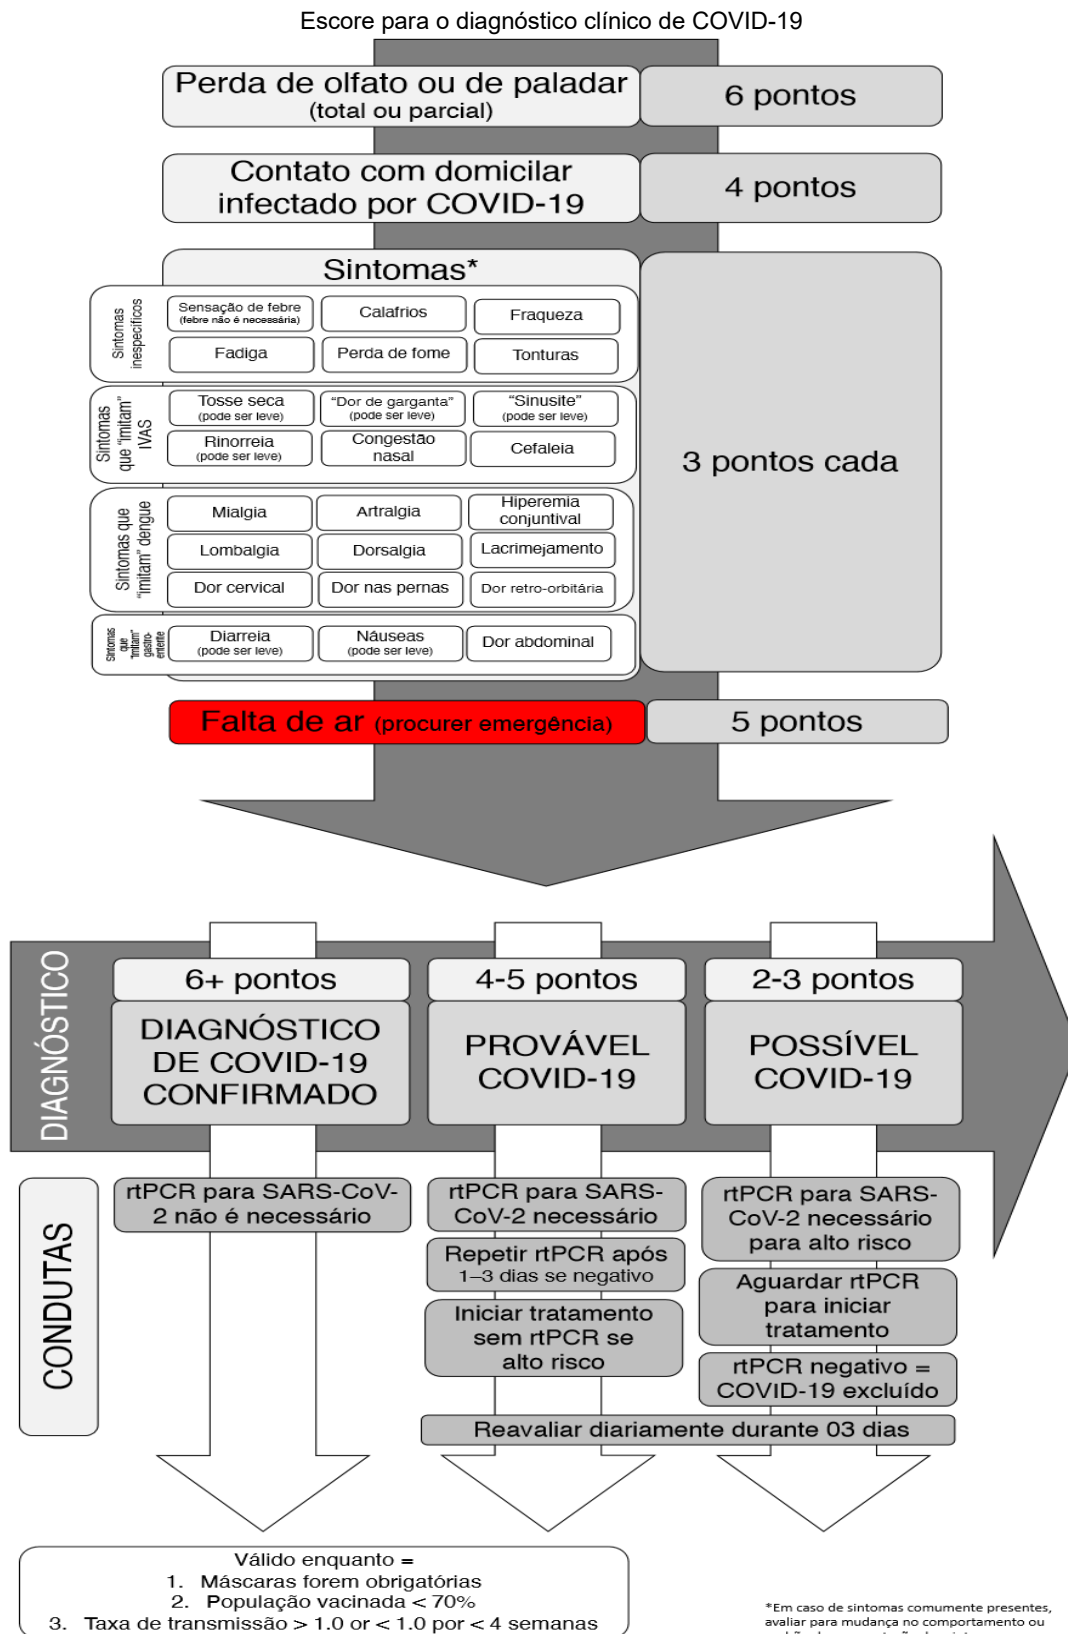 Escore para o diagnóstico clínico de COVID-19
Perda de olfato ou de paladar
(total ou parcial)
6 pontos
Contato com domicilar
infectado por COVID-19
4 pontos
Sintomas*
3 pontos cada
Sintomas
inespecíficos
Sensação de febre
(febre não é necessária)
Calafrios
Fraqueza
Fadiga
Perda de fome
Tonturas
Sintomas
que “imitam”
IVAS
Tosse seca
(pode ser leve)
“Dor de garganta”
(pode ser leve)
“Sinusite”
(pode ser leve)
Rinorreia
(pode ser leve)
Congestão
nasal
Cefaleia
Sintomas que
“imitam” dengue
Mialgia
Artralgia
Hiperemia
conjuntival
Lombalgia
Dorsalgia
Lacrimejamento
Dor cervical
Dor nas pernas
Dor retro-orbitária
Sintomas
que
“imitam”
gastro-
enterite
Diarreia
(pode ser leve)
Náuseas
(pode ser leve)
Dor abdominal
Falta de ar (procurer emergência)
5 pontos
DIAGNÓSTICO
6+ pontos
DIAGNÓSTICO
DE COVID-19
CONFIRMADO
4-5 pontos
PROVÁVEL
COVID-19
2-3 pontos
POSSÍVEL
COVID-19
CONDUTAS
rtPCR para SARS-CoV-
2 não é necessário
rtPCR para SARS-
CoV-2 necessário
Repetir rtPCR após
1–3 dias se negativo
Iniciar tratamento
sem rtPCR se
alto risco
rtPCR para SARS-
CoV-2 necessário
para alto risco
Aguardar rtPCR
para iniciar
tratamento
rtPCR negativo =
COVID-19 excluído
Reavaliar diariamente durante 03 dias
Válido enquanto =
1. Máscaras forem obrigatórias
2. População vacinada < 70%
3. Taxa de transmissão > 1.0 or < 1.0 por < 4 semanas
*Em caso de sintomas comumente presentes,
avaliar para mudança no comportamento ou